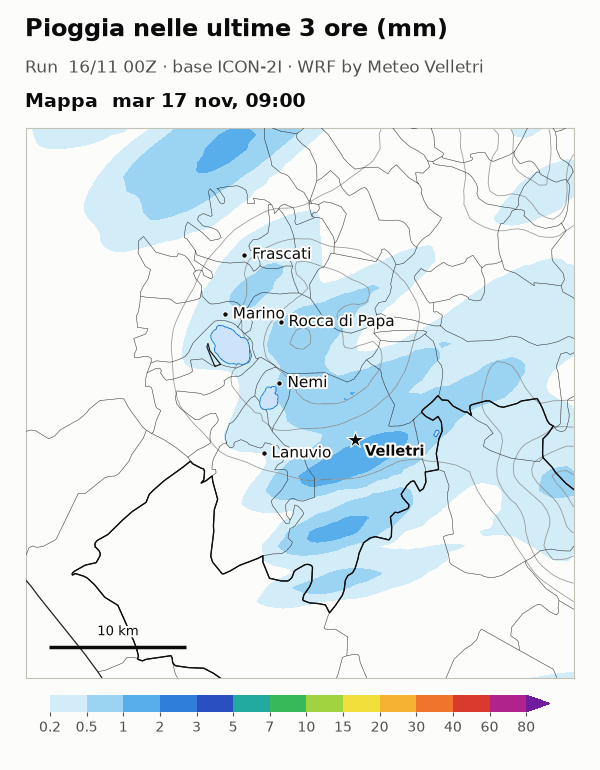 Pioggia nelle ultime 3 ore (mm)
Run  16/11 00Z · base ICON-2I · WRF by Meteo Velletri
Mappa  mar 17 nov, 09:00
Frascati
Marino
Rocca di Papa
Nemi
Velletri
Lanuvio
10 km
0.2 0.5 1 2 3 5 7 10 15 20 30 40 60 80